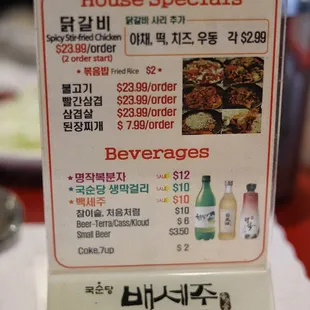 House Specials
닭갈비
Spicy Stir-fried Chicken
$23.99/order
(2 order start)
닭갈비 사리 추가
야채, 떡, 치즈, 우동 각 $2.99
*볶음밥 Fried Rice $2*
불고기 $23.99/order
빨간삼겹 $23.99/order
삼겹살 $23.99/order
된장찌개 $ 7.99/order
Beverages
*명작복분자 SALE! $12
*국순당 생막걸리 SALE! $10
*백세주 SALE! $10
참이슬, 처음처럼 $10
Beer-Terra/Cass/Kloud $ 6
Small Beer $3.50
Coke,7up $ 2
국순당
백세주